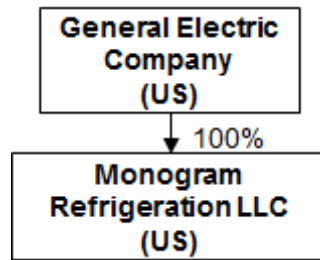 General Electric
Company
(US)
100%
Monogram
Refrigeration LLC
(US)